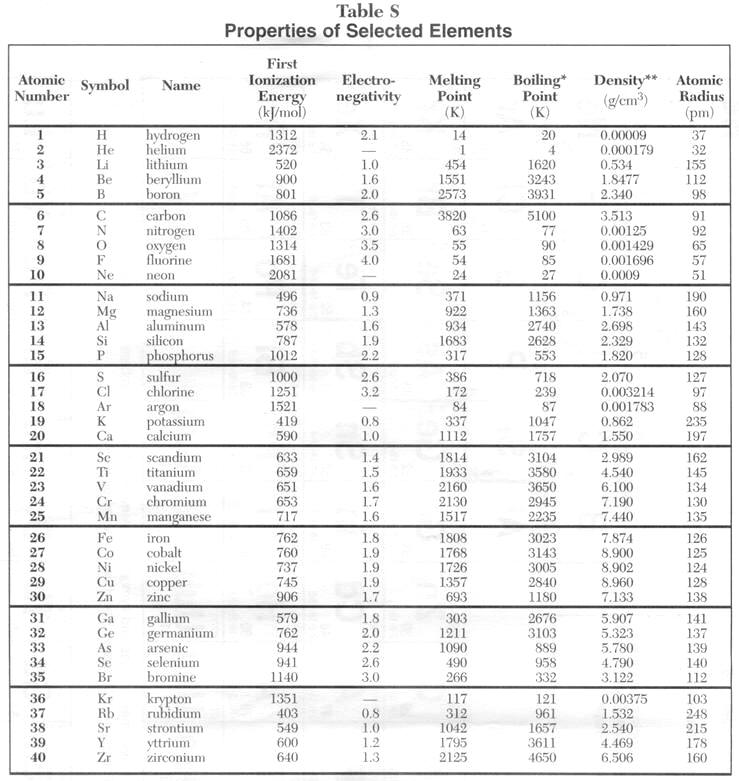 Table S
Properties of Selected Elements
Atomic Number Symbol Name First Ionization Energy (kJ/mol) Electro-negativity Melting Point (K) Boiling* Point (K) Density** (g/cm³) Atomic Radius (pm)
1 H hydrogen 1312 2.1 14 20 0.00009 37
2 He helium 2372 — 1 4 0.000179 32
3 Li lithium 520 1.0 454 1620 0.534 155
4 Be beryllium 900 1.6 1551 3243 1.8477 112
5 B boron 801 2.0 2573 3931 2.340 98
6 C carbon 1086 2.6 3820 5100 3.513 91
7 N nitrogen 1402 3.0 63 77 0.00125 92
8 O oxygen 1314 3.5 55 90 0.001429 65
9 F fluorine 1681 4.0 54 85 0.001696 57
10 Ne neon 2081 — 24 27 0.0009 51
11 Na sodium 496 0.9 371 1156 0.971 190
12 Mg magnesium 736 1.3 922 1363 1.738 160
13 Al aluminum 578 1.6 934 2740 2.698 143
14 Si silicon 787 1.9 1683 2628 2.329 132
15 P phosphorus 1012 2.2 317 553 1.820 128
16 S sulfur 1000 2.6 386 718 2.070 127
17 Cl chlorine 1251 3.2 172 239 0.003214 97
18 Ar argon 1521 — 84 87 0.001783 88
19 K potassium 419 0.8 337 1047 0.862 235
20 Ca calcium 590 1.0 1112 1757 1.550 197
21 Sc scandium 633 1.4 1814 3104 2.989 162
22 Ti titanium 659 1.5 1933 3580 4.540 145
23 V vanadium 651 1.6 2160 3650 6.100 134
24 Cr chromium 653 1.7 2130 2945 7.190 130
25 Mn manganese 717 1.6 1517 2235 7.440 135
26 Fe iron 762 1.8 1808 3023 7.874 126
27 Co cobalt 760 1.9 1768 3143 8.900 125
28 Ni nickel 737 1.9 1726 3005 8.902 124
29 Cu copper 745 1.9 1357 2840 8.960 128
30 Zn zinc 906 1.7 693 1180 7.133 138
31 Ga gallium 579 1.8 303 2676 5.907 141
32 Ge germanium 762 2.0 1211 3103 5.323 137
33 As arsenic 944 2.2 1090 889 5.780 139
34 Se selenium 941 2.6 490 958 4.790 140
35 Br bromine 1140 3.0 266 332 3.122 112
36 Kr krypton 1351 — 117 121 0.00375 103
37 Rb rubidium 403 0.8 312 961 1.532 248
38 Sr strontium 549 1.0 1042 1657 2.540 215
39 Y yttrium 600 1.2 1795 3611 4.469 178
40 Zr zirconium 640 1.3 2125 4650 6.506 160